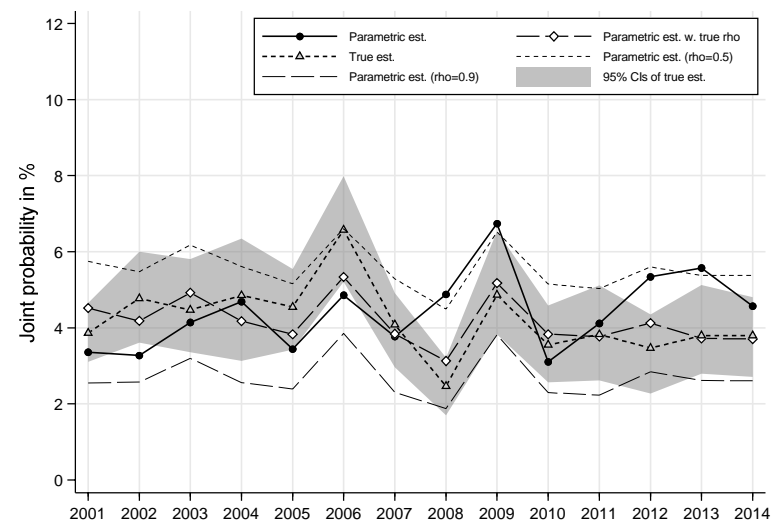 Parametric est.
Parametric est. w. true rho
True est.
Parametric est. (rho=0.5)
Parametric est. (rho=0.9)
95% CIs of true est.
Joint probability in %
12
10
8
6
4
2
0
2001 2002 2003 2004 2005 2006 2007 2008 2009 2010 2011 2012 2013 2014